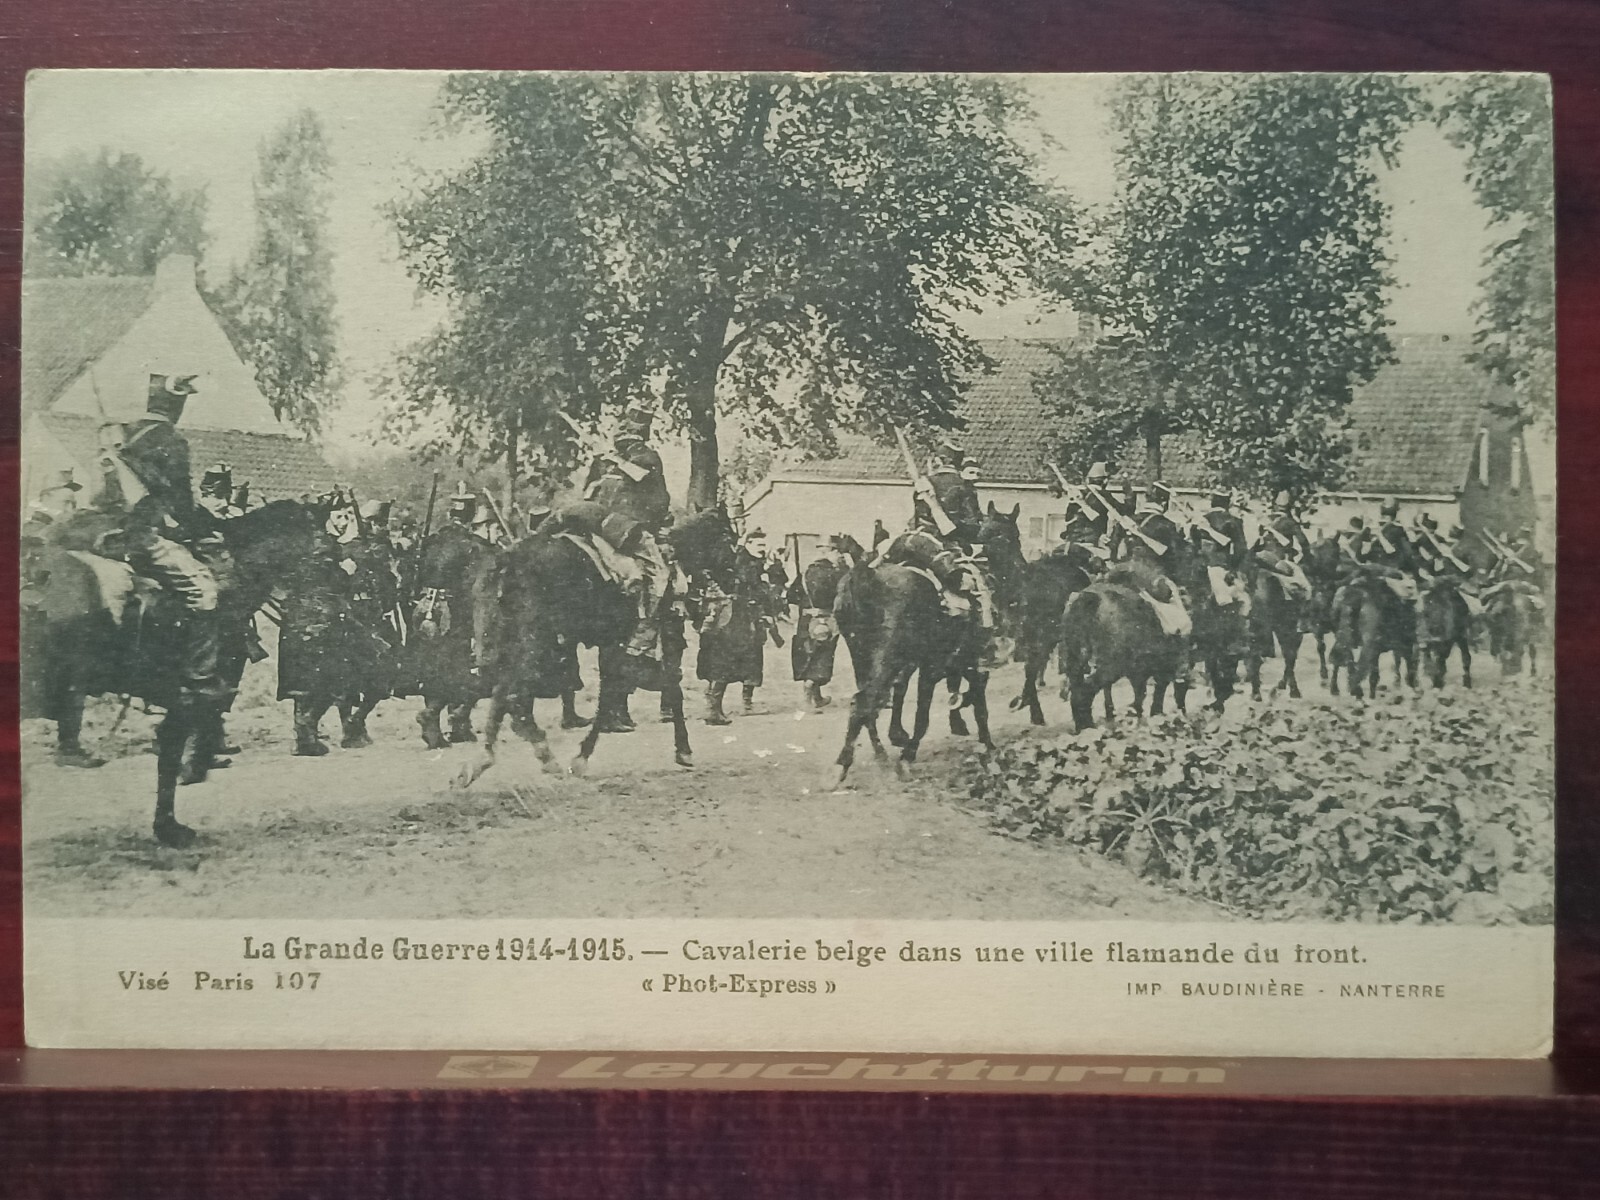 La Grande Guerre 1914-1915. — Cavalerie belge dans une ville flamande du front.
Visé Paris 107 « Phot-Express » IMP. BAUDINIÈRE - NANTERRE
Leuchtturm